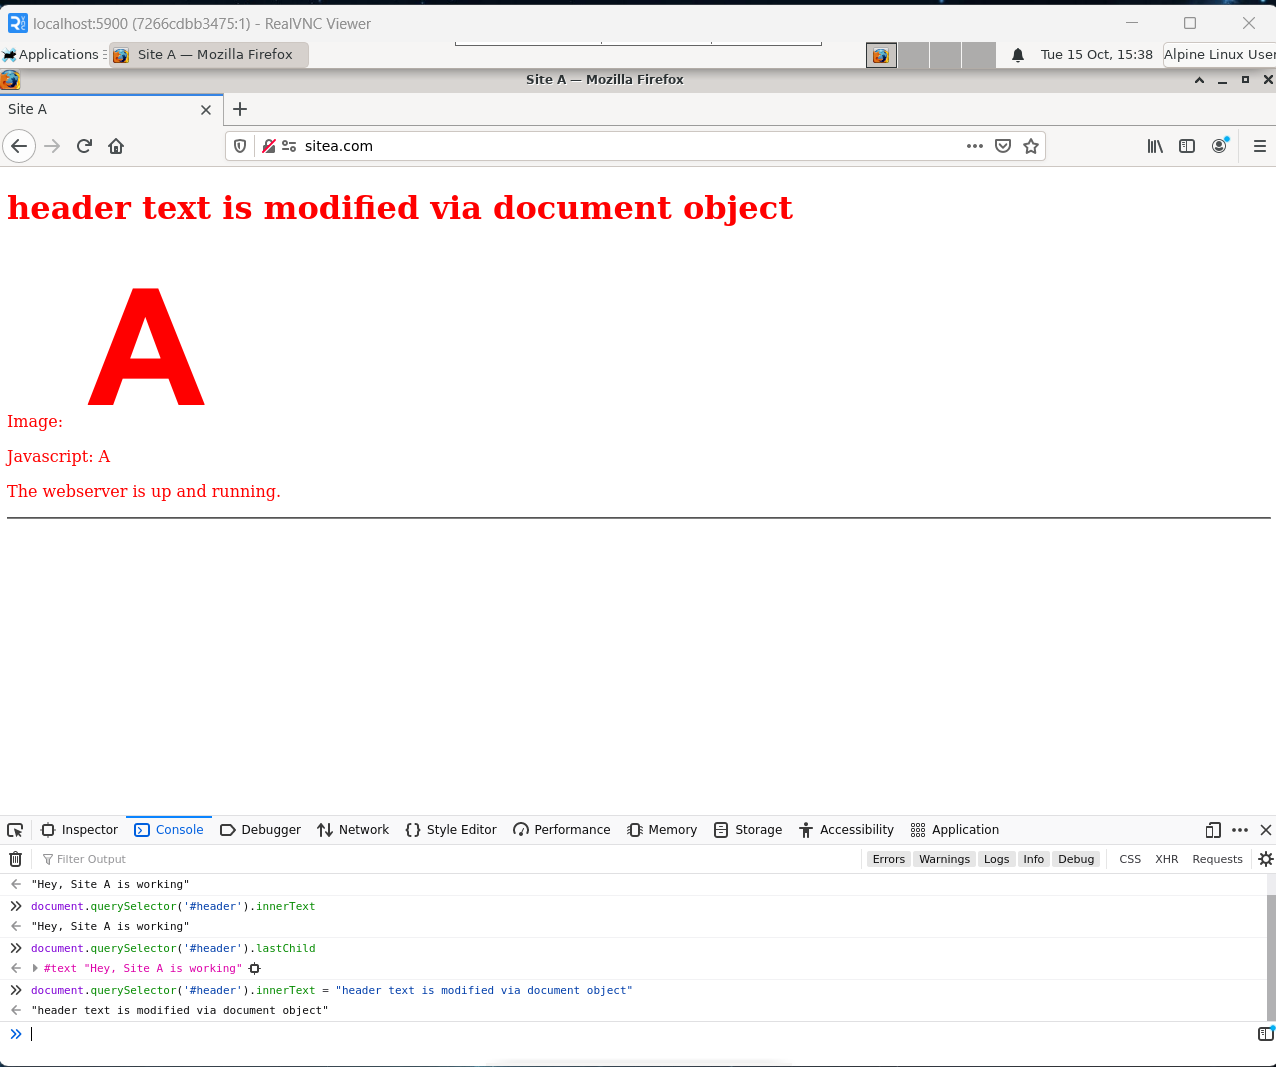 localhost:5900 (7266cdbb3475:1) - RealVNC Viewer
Applications Site A — Mozilla Firefox Tue 15 Oct, 15:38 Alpine Linux User
Site A — Mozilla Firefox
Site A
sitea.com
header text is modified via document object
A
Image:
Javascript: A
The webserver is up and running.
Inspector Console Debugger Network Style Editor Performance Memory Storage Accessibility Application
Filter Output Errors Warnings Logs Info Debug CSS XHR Requests
"Hey, Site A is working"
document.querySelector('#header').innerText
"Hey, Site A is working"
document.querySelector('#header').lastChild
#text "Hey, Site A is working"
document.querySelector('#header').innerText = "header text is modified via document object"
"header text is modified via document object"